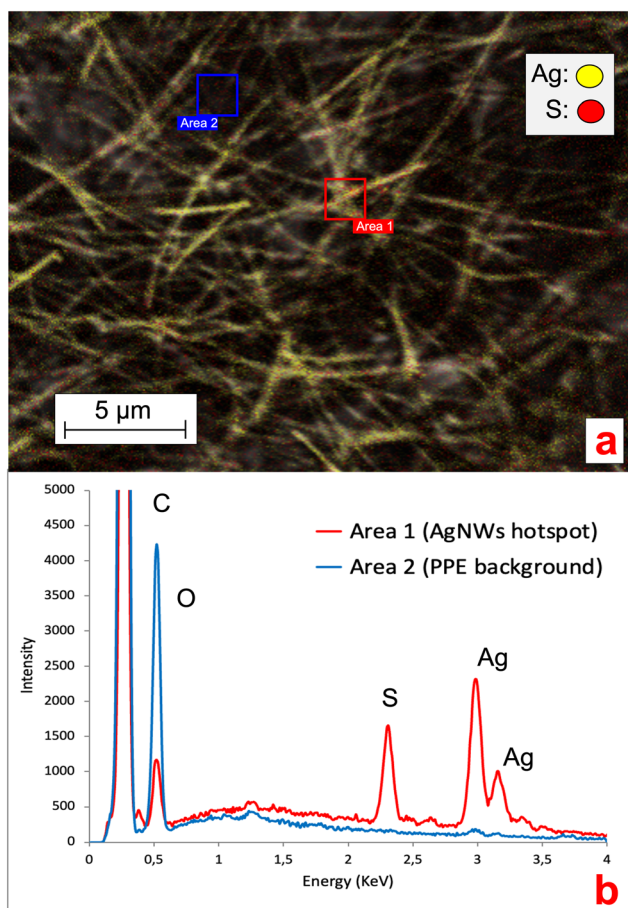 Ag:
S:
Area 2
Area 1
5 µm
a
5000
4500
4000
3500
3000
2500
2000
1500
1000
500
0
Intensity
C
O
S
Ag
Ag
Area 1 (AgNWs hotspot)
Area 2 (PPE background)
0 0,5 1 1,5 2 2,5 3 3,5 4
Energy (KeV)
b